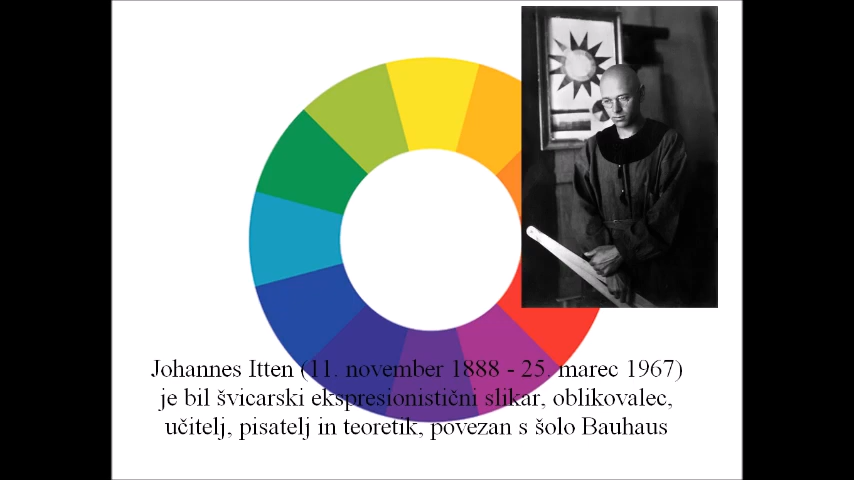 Johannes Itten (11. november 1888 - 25. marec 1967)
je bil švicarski ekspresionistični slikar, oblikovalec,
učitelj, pisatelj in teoretik, povezan s šolo Bauhaus